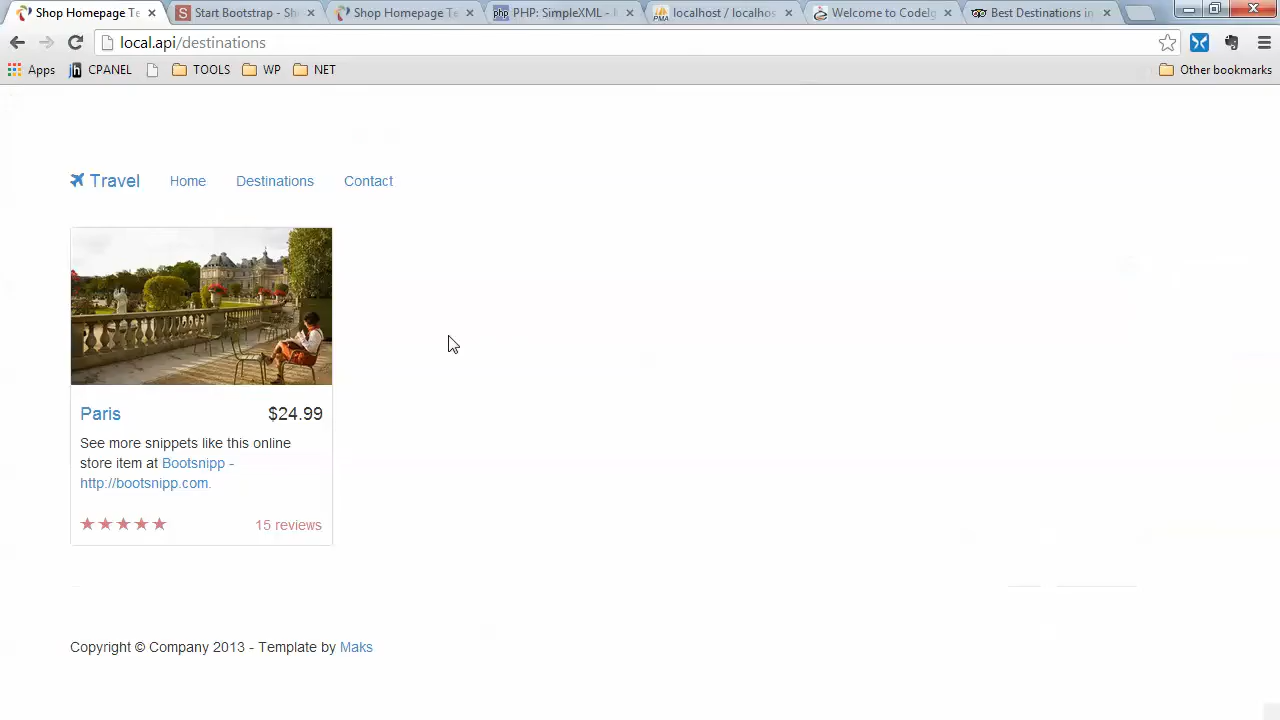 Shop Homepage Te
Start Bootstrap - Sh
Shop Homepage Te
PHP: SimpleXML - 
localhost / localhos
Welcome to CodeIg
Best Destinations in
local.api/destinations
Apps
CPANEL
TOOLS
WP
NET
Other bookmarks
Travel
Home
Destinations
Contact
Paris
$24.99
See more snippets like this online
store item at Bootsnipp -
http://bootsnipp.com.
15 reviews
Copyright © Company 2013 - Template by Maks